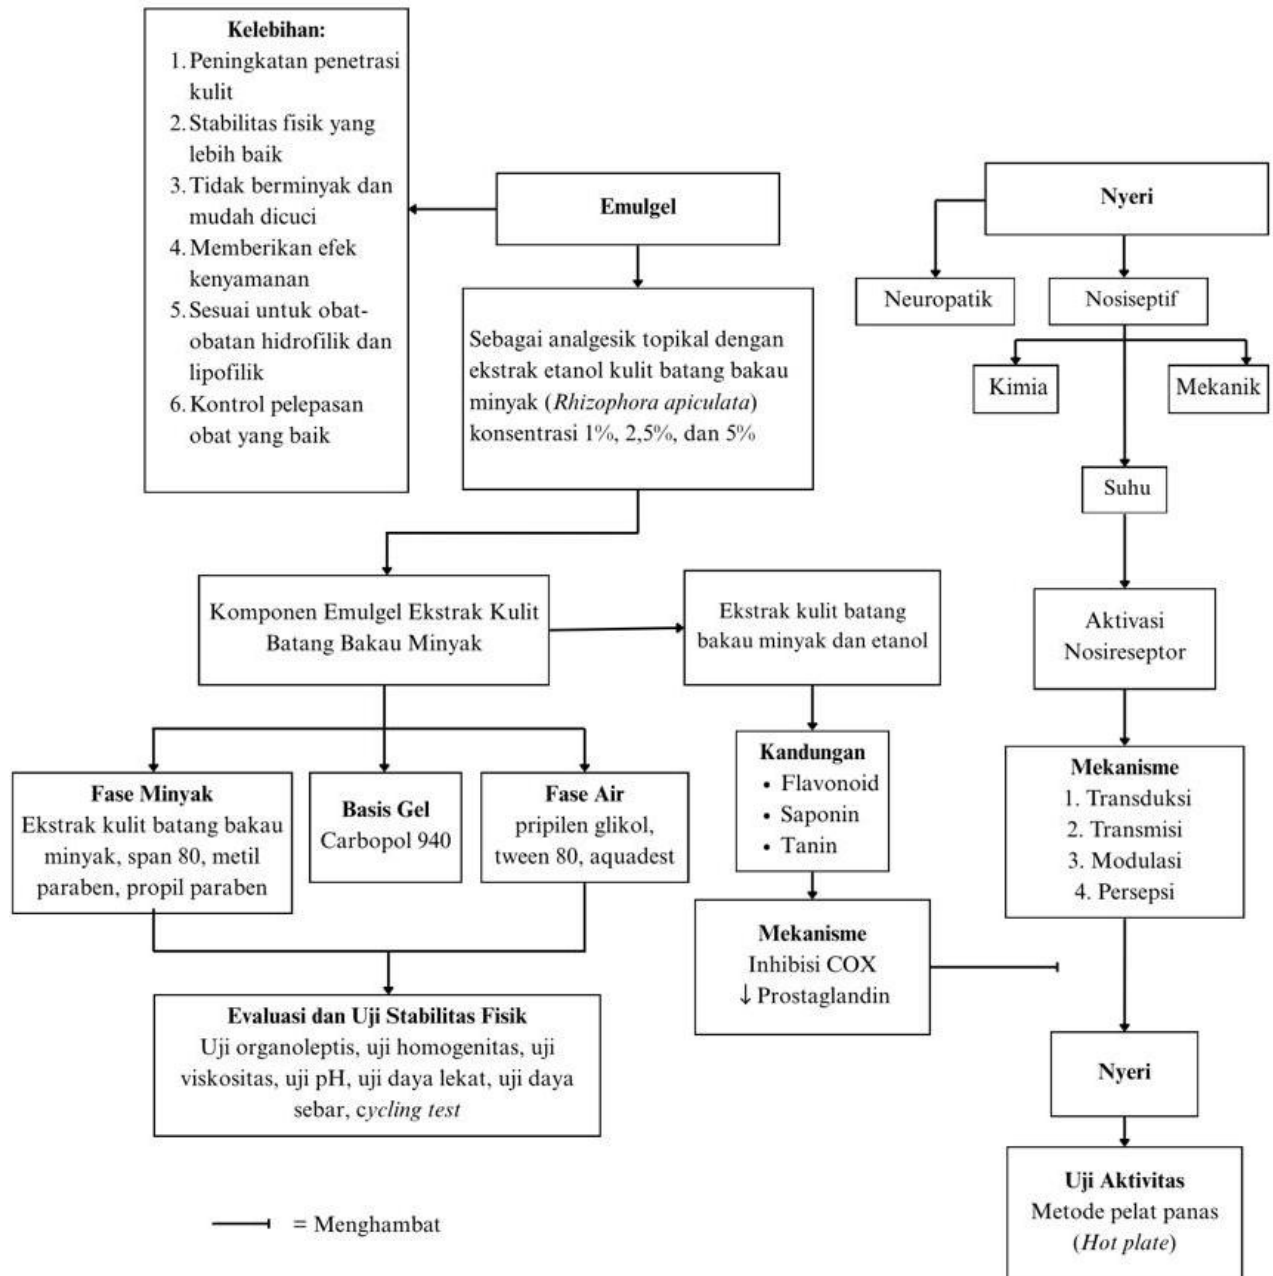 Kelebihan:
1. Peningkatan penetrasi
kulit
2. Stabilitas fisik yang
lebih baik
3. Tidak berminyak dan
mudah dicuci
4. Memberikan efek
kenyamanan
5. Sesuai untuk obat-
obatan hidrofilik dan
lipofilik
6. Kontrol pelepasan
obat yang baik
Emulgel
Sebagai analgesik topikal dengan
ekstrak etanol kulit batang bakau
minyak (Rhizophora apiculata)
konsentrasi 1%, 2,5%, dan 5%
Nyeri
Neuropatik
Nosiseptif
Kimia
Mekanik
Suhu
Aktivasi
Nosireseptor
Komponen Emulgel Ekstrak Kulit
Batang Bakau Minyak
Ekstrak kulit batang
bakau minyak dan etanol
Fase Minyak
Ekstrak kulit batang bakau
minyak, span 80, metil
paraben, propil paraben
Basis Gel
Carbopol 940
Fase Air
pripilen glikol,
tween 80, aquadest
Kandungan
• Flavonoid
• Saponin
• Tanin
Mekanisme
1. Transduksi
2. Transmisi
3. Modulasi
4. Persepsi
Mekanisme
Inhibisi COX
↓ Prostaglandin
Evaluasi dan Uji Stabilitas Fisik
Uji organoleptis, uji homogenitas, uji
viskositas, uji pH, uji daya lekat, uji daya
sebar, cycling test
Nyeri
Uji Aktivitas
Metode pelat panas
(Hot plate)
= Menghambat